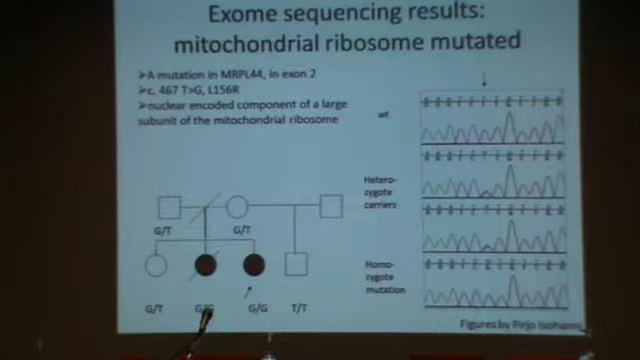 Exome sequencing results:
mitochondrial ribosome mutated
➢A mutation in MRPL44, in exon 2
➢c. 467 T>G, L156R
➢nuclear encoded component of a large
subunit of the mitochondrial ribosome
wt
Hetero-
zygote
carriers
Homo-
zygote
mutation
G/T
G/T
G/T
G/G
G/G
T/T
Figures by Pirjo Isohanni